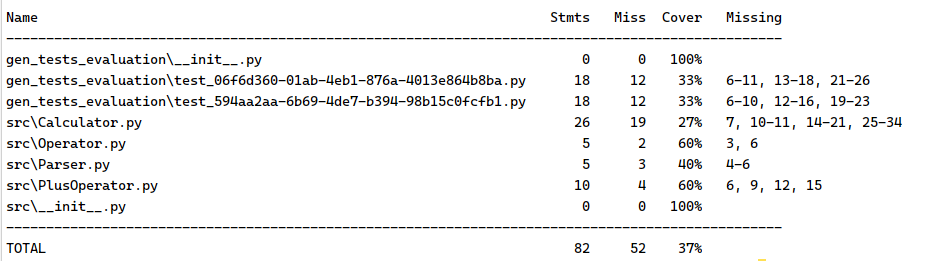 Name Stmts Miss Cover Missing
--------------------------------------------------------------------------------------------------
gen_tests_evaluation\__init__.py 0 0 100%
gen_tests_evaluation\test_06f6d360-01ab-4eb1-876a-4013e864b8ba.py 18 12 33% 6-11, 13-18, 21-26
gen_tests_evaluation\test_594aa2aa-6b69-4de7-b394-98b15c0fcfb1.py 18 12 33% 6-10, 12-16, 19-23
src\Calculator.py 26 19 27% 7, 10-11, 14-21, 25-34
src\Operator.py 5 2 60% 3, 6
src\Parser.py 5 3 40% 4-6
src\PlusOperator.py 10 4 60% 6, 9, 12, 15
src\__init__.py 0 0 100%
--------------------------------------------------------------------------------------------------
TOTAL 82 52 37%